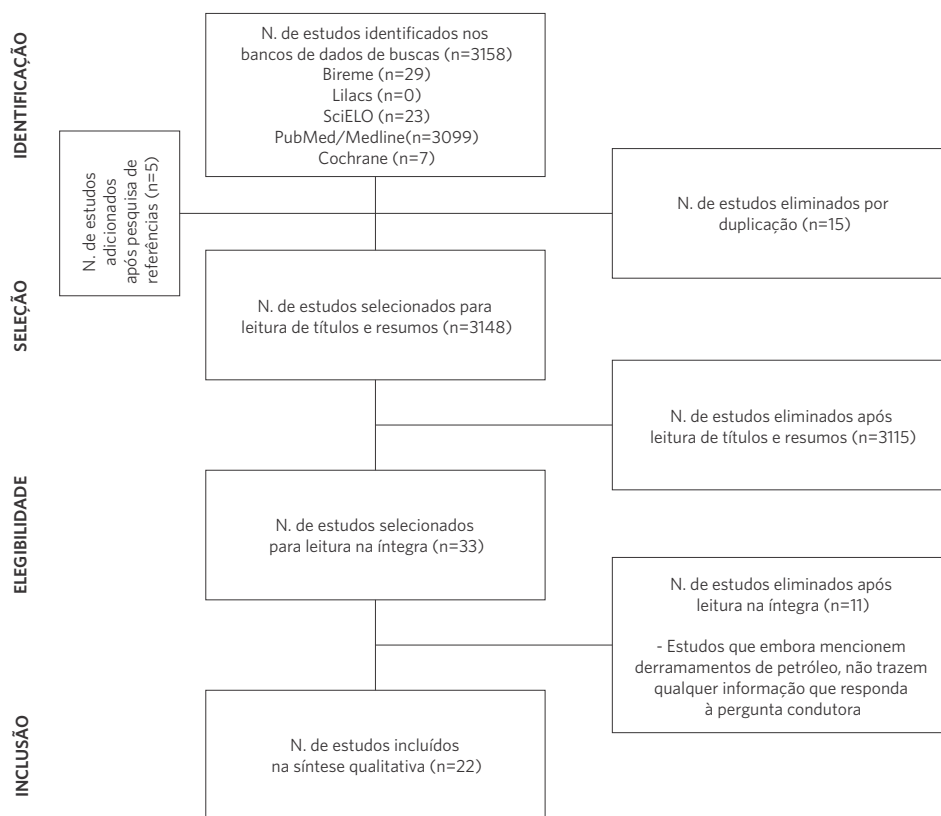 IDENTIFICAÇÃO
N. de estudos identificados nos
bancos de dados de buscas (n=3158)
Bireme (n=29)
Lilacs (n=0)
SciELO (n=23)
PubMed/Medline(n=3099)
Cochrane (n=7)
N. de estudos
adicionados
após pesquisa de
referências (n=5)
N. de estudos eliminados por
duplicação (n=15)
SELEÇÃO
N. de estudos selecionados para
leitura de títulos e resumos (n=3148)
N. de estudos eliminados após
leitura de títulos e resumos (n=3115)
ELEGIBILIDADE
N. de estudos selecionados
para leitura na íntegra (n=33)
N. de estudos eliminados após
leitura na íntegra (n=11)
- Estudos que embora mencionem
derramamentos de petróleo, não trazem
qualquer informação que responda
à pergunta condutora
INCLUSÃO
N. de estudos incluídos
na síntese qualitativa (n=22)